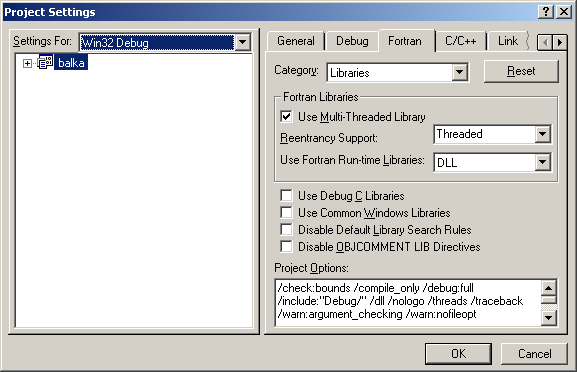 Project Settings
Settings For: Win32 Debug
balka
General Debug Fortran C/C++ Link
Category: Libraries Reset
Fortran Libraries
Use Multi-Threaded Library
Reentrancy Support: Threaded
Use Fortran Run-time Libraries: DLL
Use Debug C Libraries
Use Common Windows Libraries
Disable Default Library Search Rules
Disable OBJCOMMENT LIB Directives
Project Options:
/check:bounds /compile_only /debug:full
/include:"Debug/" /dll /nologo /threads /traceback
/warn:argument_checking /warn:nofileopt
OK Cancel